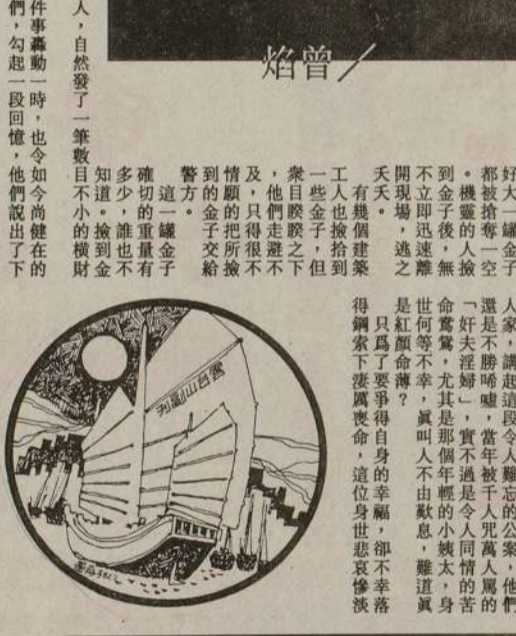 ／曾焰
好大一罐金子
都被搶奪一空
。機靈的人撿
到金子後，無
不立即迅速離
開現場，逃之
夭夭。
有幾個建築
工人也撿拾到
一些金子，但
衆目睽睽之下
，他們走避不
及，只得很不
情願的把所撿
到的金子交給
警方。
這一罐金子
確切的重量有
多少，誰也不
知道。撿到金
人，自然發了一筆數目不小的橫財
件事轟動一時，也令如今尚健在的
們，勾起一段回憶，他們說出了下
人家，講起這段令人難忘的公案，他們
還是不勝唏噓，當年被千人咒萬人罵的
「奸夫淫婦」，實不過是令人同情的苦
命鴛鴦，尤其是那個年輕的小姨太，身
世何等不幸，眞叫人不由歎息，難道眞
是紅顏命薄？
只爲了要爭得自身的幸福，卻不幸落
得鋼索下淒厲喪命，這位身世悲哀慘淡